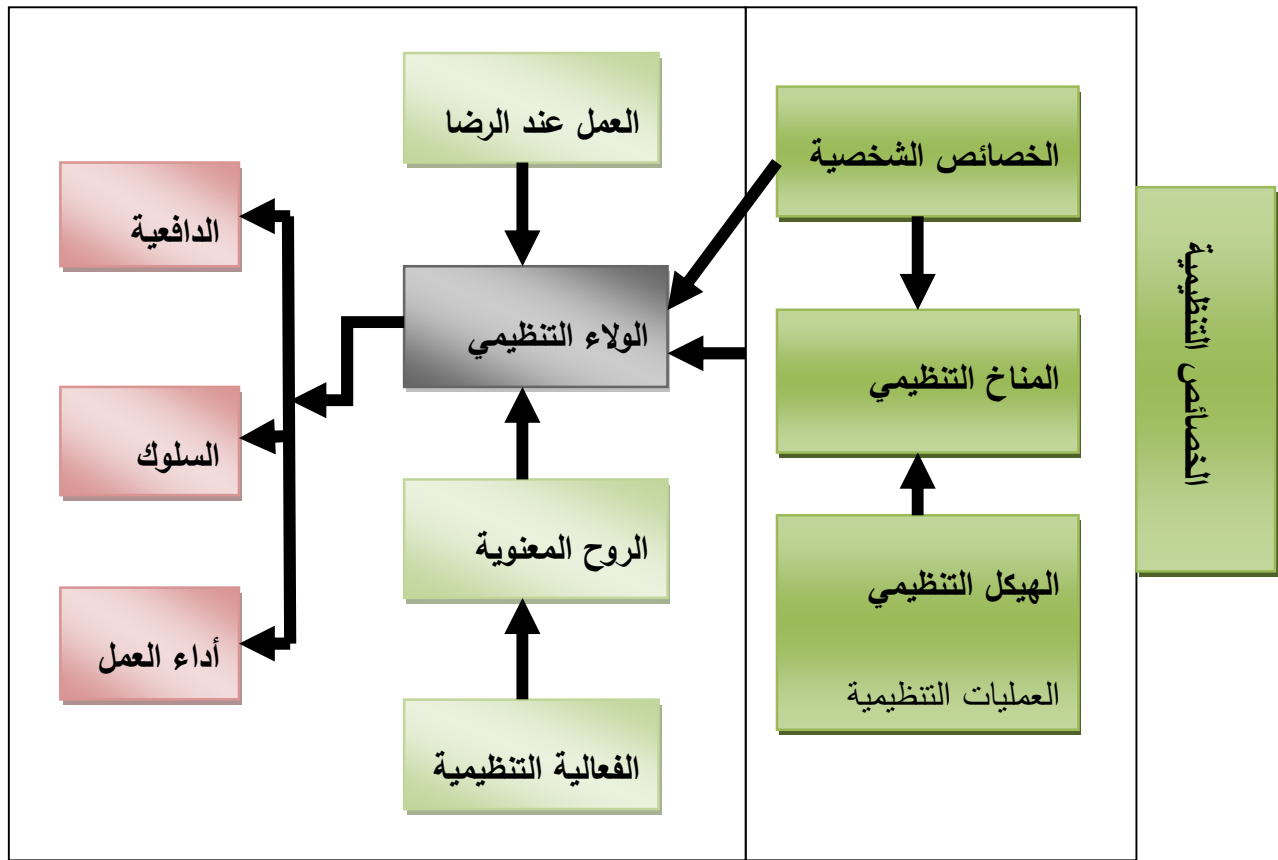 الخصائص التنظيمية
الخصائص الشخصية
المناخ التنظيمي
الهيكل التنظيمي
العمليات التنظيمية
العمل عند الرضا
الولاء التنظيمي
الروح المعنوية
الفعالية التنظيمية
الدافعية
السلوك
أداء العمل